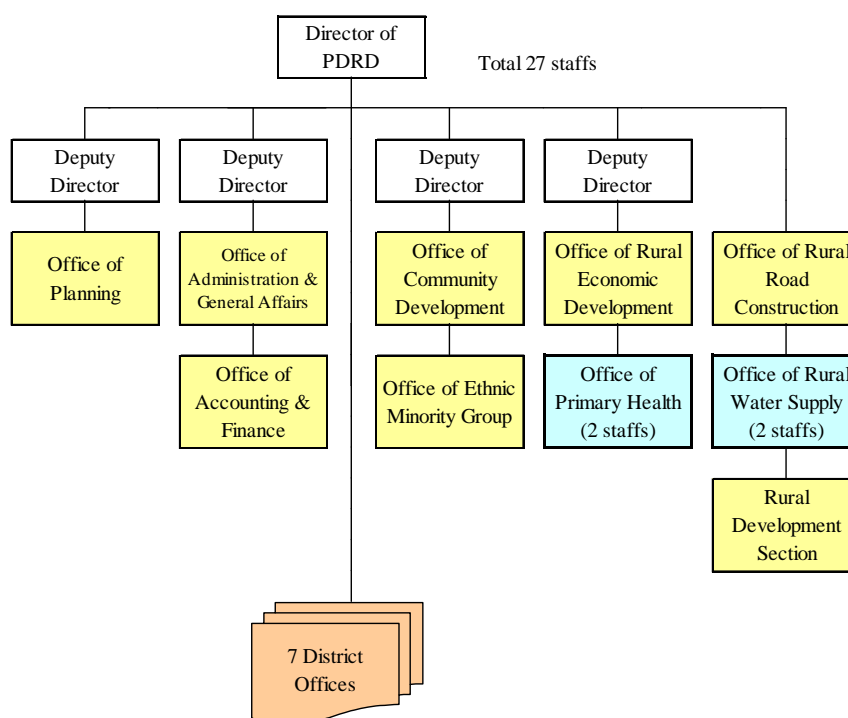 Director of
PDRD
Total 27 staffs
Deputy
Director
Deputy
Director
Deputy
Director
Deputy
Director
Office of
Planning
Office of
Administration &
General Affairs
Office of
Community
Development
Office of Rural
Economic
Development
Office of Rural
Road
Construction
Office of
Accounting &
Finance
Office of Ethnic
Minority Group
Office of
Primary Health
(2 staffs)
Office of Rural
Water Supply
(2 staffs)
Rural
Development
Section
7 District
Offices